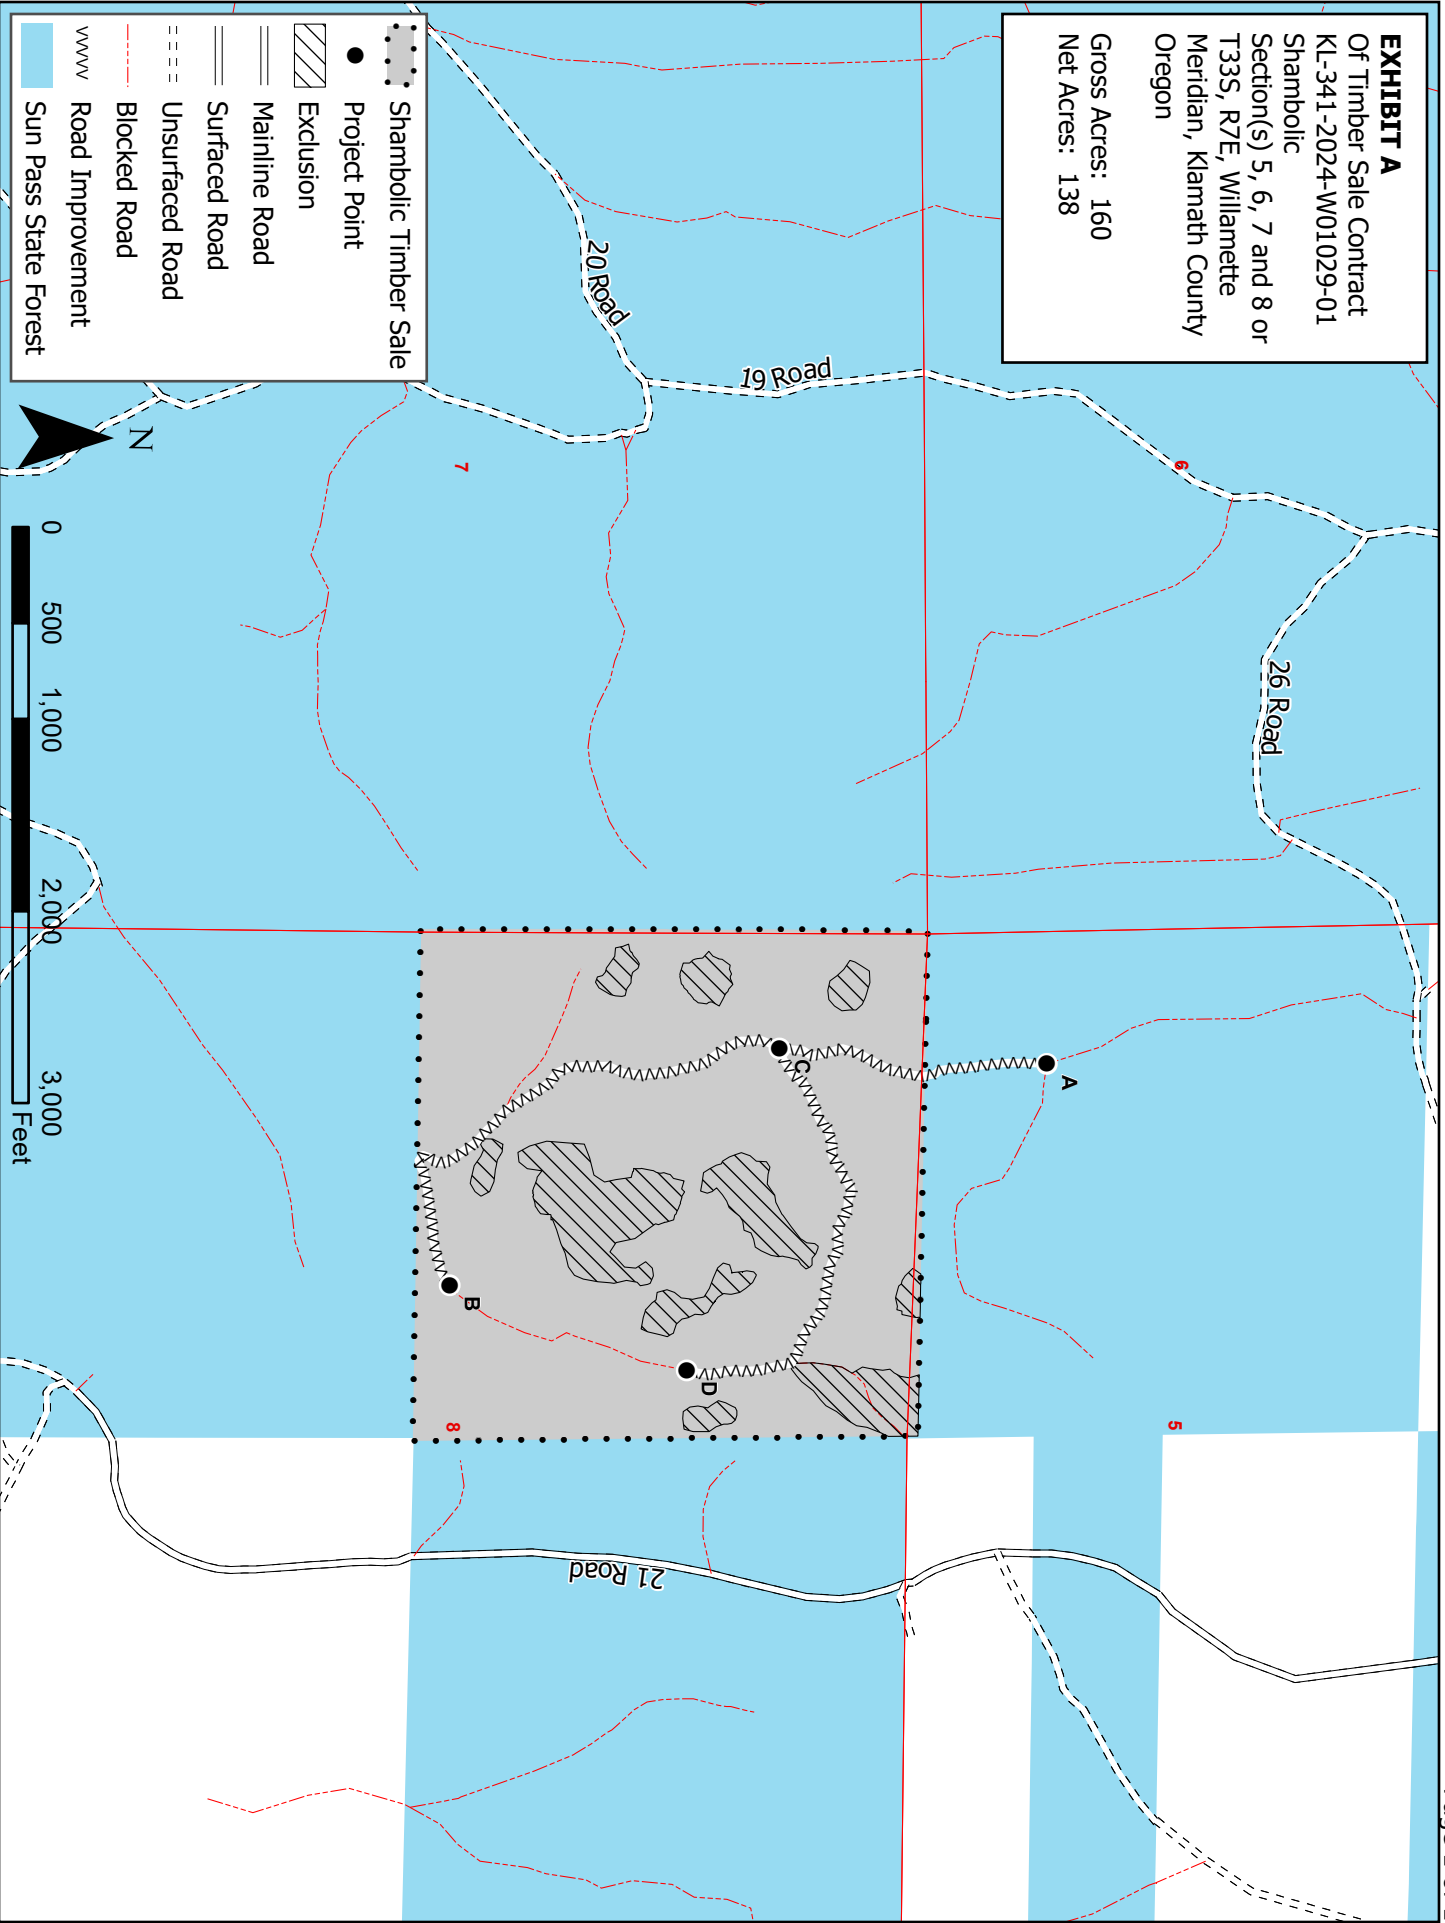 EXHIBIT A
Of Timber Sale Contract
KL-341-2024-W01029-01
Shambolic
Section(s) 5, 6, 7 and 8 or
T33S, R7E, Willamette
Meridian, Klamath County
Oregon
Gross Acres: 160
Net Acres: 138
26 Road
6
5
19 Road
A
20 Road
C
21 Road
D
7
B
8
Shambolic Timber Sale
Project Point
Exclusion
Mainline Road
Surfaced Road
Unsurfaced Road
Blocked Road
Road Improvement
Sun Pass State Forest
N
0 500 1,000 2,000 3,000
Feet